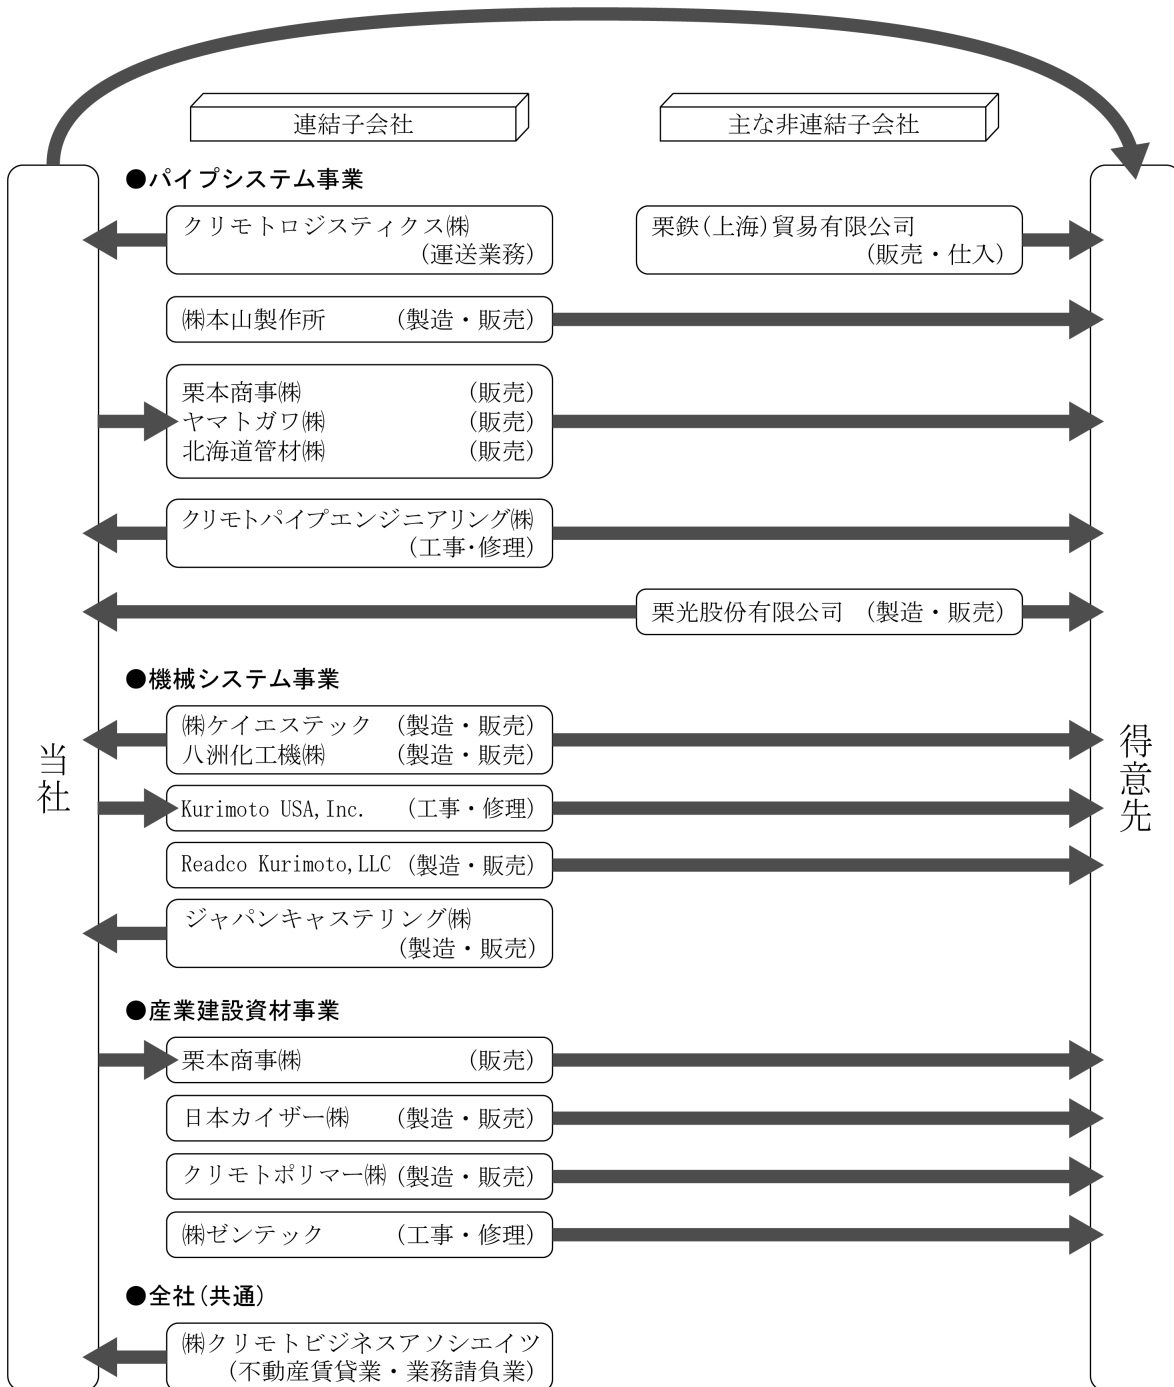 連結子会社
主な非連結子会社
●パイプシステム事業
クリモトロジスティクス㈱
(運送業務)
栗鉄(上海)貿易有限公司
(販売・仕入)
㈱本山製作所 (製造・販売)
栗本商事㈱ (販売)
ヤマトガワ㈱ (販売)
北海道管材㈱ (販売)
クリモトパイプエンジニアリング㈱
(工事・修理)
栗光股份有限公司 (製造・販売)
●機械システム事業
㈱ケイエステック (製造・販売)
八洲化工機㈱ (製造・販売)
Kurimoto USA,Inc. (工事・修理)
Readco Kurimoto,LLC (製造・販売)
ジャパンキャステリング㈱
(製造・販売)
●産業建設資材事業
栗本商事㈱ (販売)
日本カイザー㈱ (製造・販売)
クリモトポリマー㈱ (製造・販売)
㈱ゼンテック (工事・修理)
●全社(共通)
㈱クリモトビジネスアソシエイツ
(不動産賃貸業・業務請負業)
当社
得意先